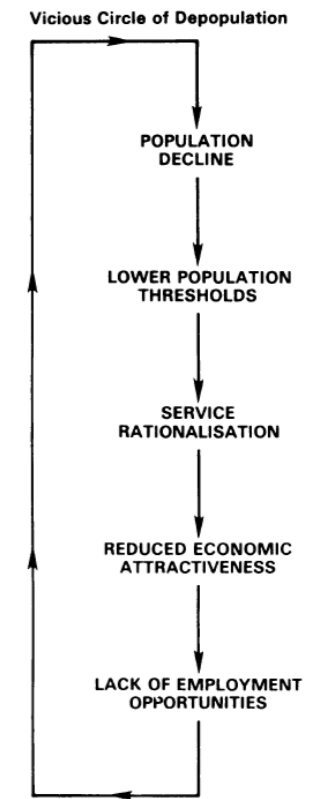 Vicious Circle of Depopulation
POPULATION
DECLINE
LOWER POPULATION
THRESHOLDS
SERVICE
RATIONALISATION
REDUCED ECONOMIC
ATTRACTIVENESS
LACK OF EMPLOYMENT
OPPORTUNITIES